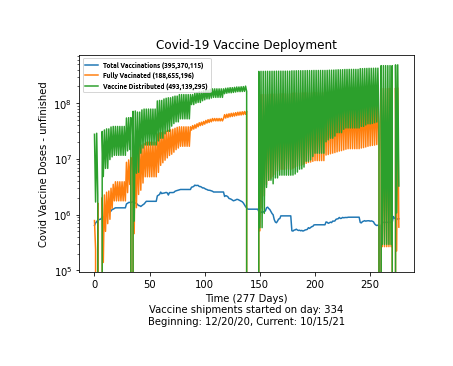 Covid-19 Vaccine Deployment
Total Vaccinations (395,370,115)
Fully Vacinated (188,655,196)
Vaccine Distributed (493,139,295)
Covid Vaccine Doses - unfinished
10^8
10^7
10^6
10^5
0 50 100 150 200 250
Time (277 Days)
Vaccine shipments started on day: 334
Beginning: 12/20/20, Current: 10/15/21